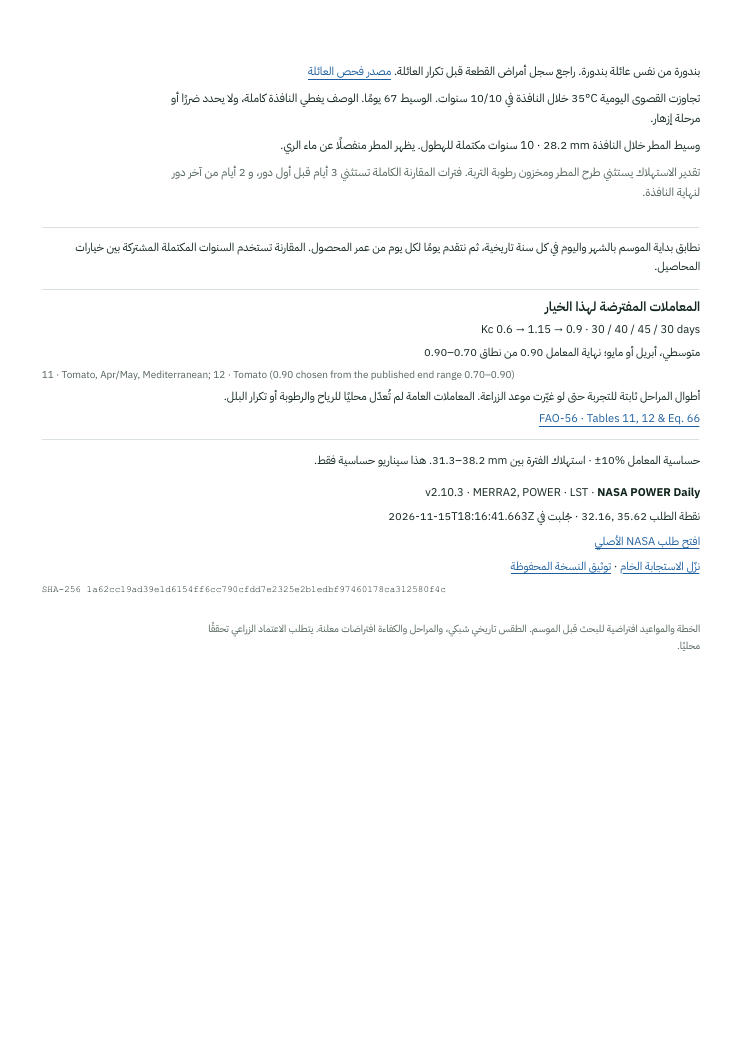 بندورة من نفس عائلة بندورة. راجع سجل أمراض القطعة قبل تكرار العائلة. مصدر فحص العائلة
تجاوزت القصوى اليومية 35°C خلال النافذة في 10/10 سنوات. الوسيط 67 يومًا. الوصف يغطي النافذة كاملة، ولا يحدد ضررًا أو
مرحلة إزهار.
وسيط المطر خلال النافذة 28.2 mm · 10 سنوات مكتملة للهطول. يظهر المطر منفصلًا عن ماء الري.
تقدير الاستهلاك يستثني طرح المطر ومخزون رطوبة التربة. فترات المقارنة الكاملة تستثني 3 أيام قبل أول دور، و 2 أيام من آخر دور
لنهاية النافذة.
نطابق بداية الموسم بالشهر واليوم في كل سنة تاريخية، ثم نتقدم يومًا لكل يوم من عمر المحصول. المقارنة تستخدم السنوات المكتملة المشتركة بين خيارات
المحاصيل.
المعاملات المفترضة لهذا الخيار
Kc 0.6 → 1.15 → 0.9 · 30 / 40 / 45 / 30 days
متوسطي، أبريل أو مايو؛ نهاية المعامل 0.90 من نطاق 0.70–0.90
11 · Tomato, Apr/May, Mediterranean; 12 · Tomato (0.90 chosen from the published end range 0.70–0.90)
أطوال المراحل ثابتة للتجربة حتى لو غيّرت موعد الزراعة. المعاملات العامة لم تُعدّل محليًا للرياح والرطوبة أو تكرار البلل.
FAO-56 · Tables 11, 12 & Eq. 66
حساسية المعامل ±10% · استهلاك الفترة بين 31.3–38.2 mm. هذا سيناريو حساسية فقط.
NASA POWER Daily · v2.10.3 · MERRA2, POWER · LST
نقطة الطلب 32.16, 35.62 · جُلبت في 2026-11-15T18:16:41.663Z
افتح طلب NASA الأصلي
نزّل الاستجابة الخام · توثيق النسخة المحفوظة
SHA-256 1a62cc19ad39e1d6154ff6cc790cfdd7e2325e2b1edbf97460178ca312580f4c
الخطة والمواعيد افتراضية للبحث قبل الموسم. الطقس تاريخي شبكي، والمراحل والكفاءة افتراضات معلنة. يتطلب الاعتماد الزراعي تحققًا
محليًا.